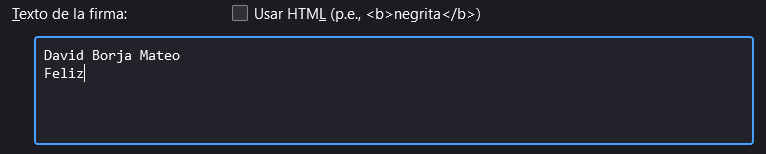 Texto de la firma:
Usar HTML (p.e., <b>negrita</b>)
David Borja Mateo
Feliz